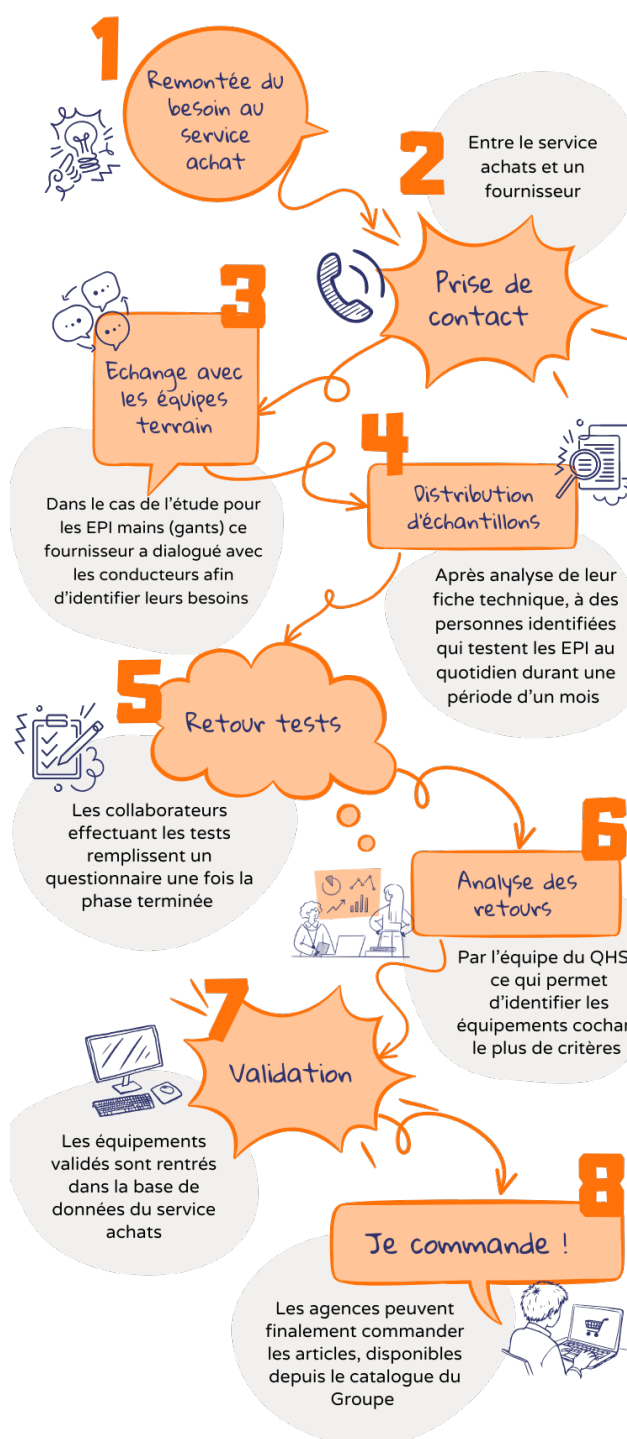 1
Remontée du
besoin au
service
achat
2
Entre le service
achats et un
fournisseur
Prise de
contact
3
Echange avec
les équipes
terrain
Dans le cas de l'étude pour
les EPI mains (gants) ce
fournisseur a dialogué avec
les conducteurs afin
d'identifier leurs besoins
4
Distribution
d'échantillons
Après analyse de leur
fiche technique, à des
personnes identifiées
qui testent les EPI au
quotidien durant une
période d'un mois
5
Retour tests
Les collaborateurs
effectuant les tests
remplissent un
questionnaire une fois la
phase terminée
6
Analyse des
retours
Par l'équipe du QHS
ce qui permet
d'identifier les
équipements cochan
le plus de critères
7
Validation
Les équipements
validés sont rentrés
dans la base de
données du service
achats
8
Je commande !
Les agences peuvent
finalement commander
les articles, disponibles
depuis le catalogue du
Groupe